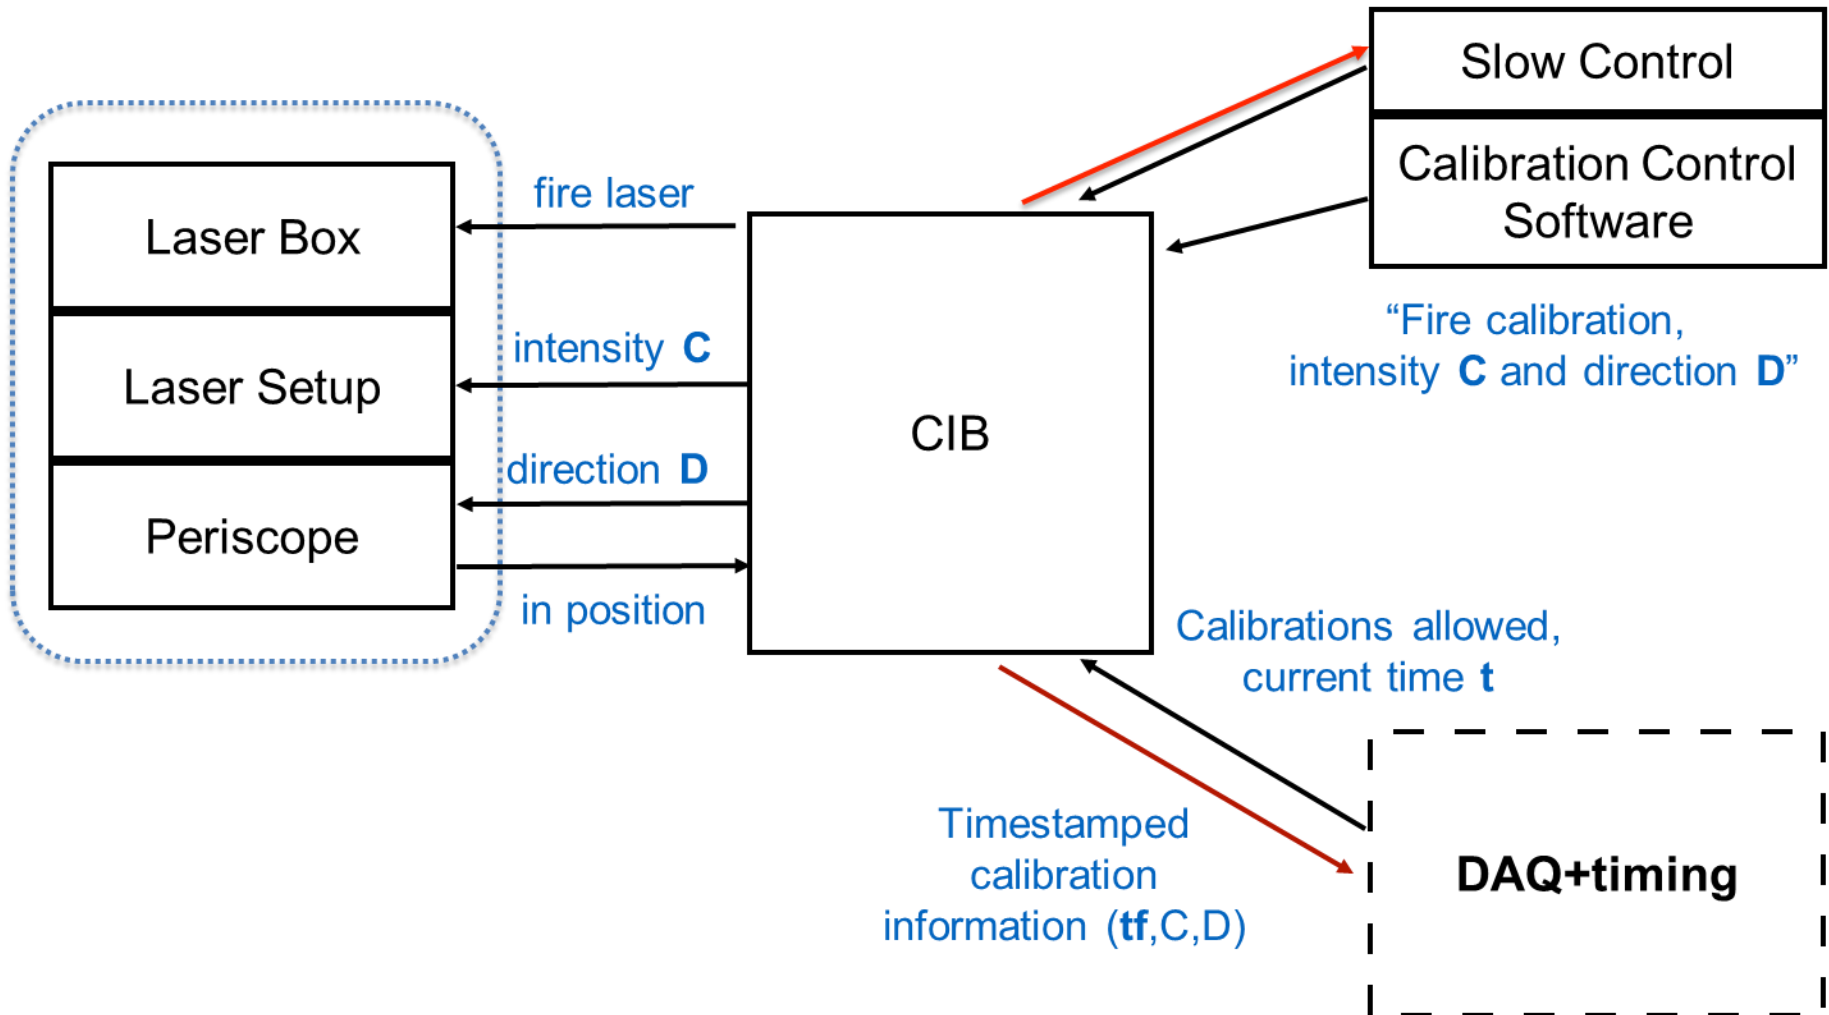 Slow Control
Calibration Control
Software
“Fire calibration,
intensity C and direction D”
fire laser
Laser Box
intensity C
Laser Setup
direction D
Periscope
in position
CIB
Calibrations allowed,
current time t
Timestamped
calibration
information (tf,C,D)
DAQ+timing